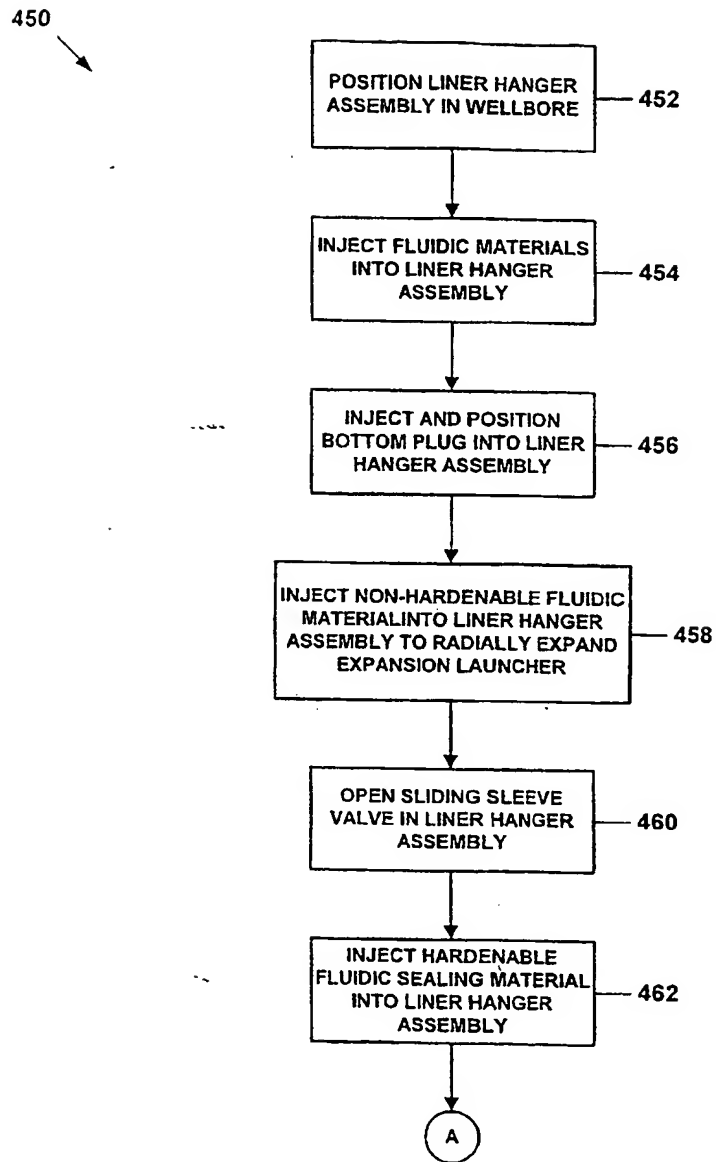 450
POSITION LINER HANGER
ASSEMBLY IN WELLBORE
452
INJECT FLUIDIC MATERIALS
INTO LINER HANGER
ASSEMBLY
454
INJECT AND POSITION
BOTTOM PLUG INTO LINER
HANGER ASSEMBLY
456
INJECT NON-HARDENABLE FLUIDIC
MATERIALINTO LINER HANGER
ASSEMBLY TO RADIALLY EXPAND
EXPANSION LAUNCHER
458
OPEN SLIDING SLEEVE
VALVE IN LINER HANGER
ASSEMBLY
460
INJECT HARDENABLE
FLUIDIC SEALING MATERIAL
INTO LINER HANGER
ASSEMBLY
462
A